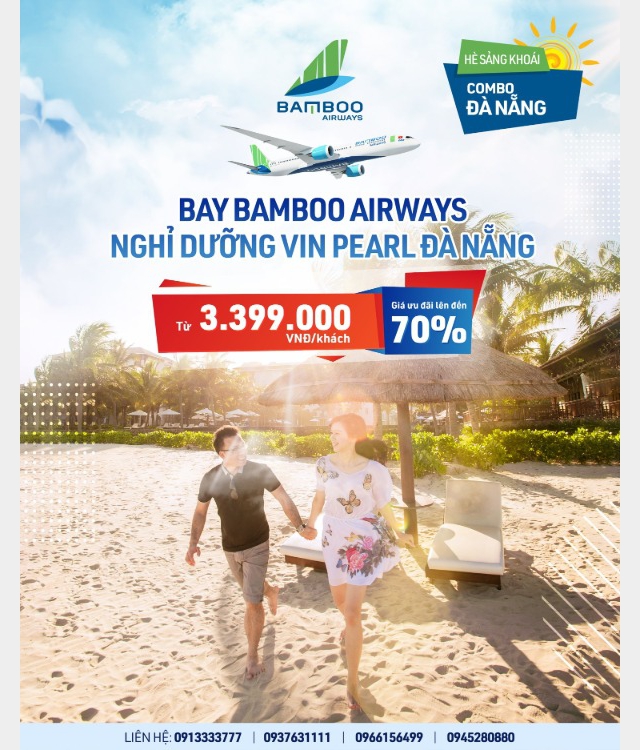 BAMBOO
AIRWAYS
HÈ SẢNG KHOÁI
COMBO
ĐÀ NẴNG
BAY BAMBOO AIRWAYS
NGHỈ DƯỠNG VIN PEARL ĐÀ NẴNG
Từ 3.399.000
VNĐ/khách
Giá ưu đãi lên đến
70%
LIÊN HỆ: 0913333777 | 0937631111 | 0966156499 | 0945280880